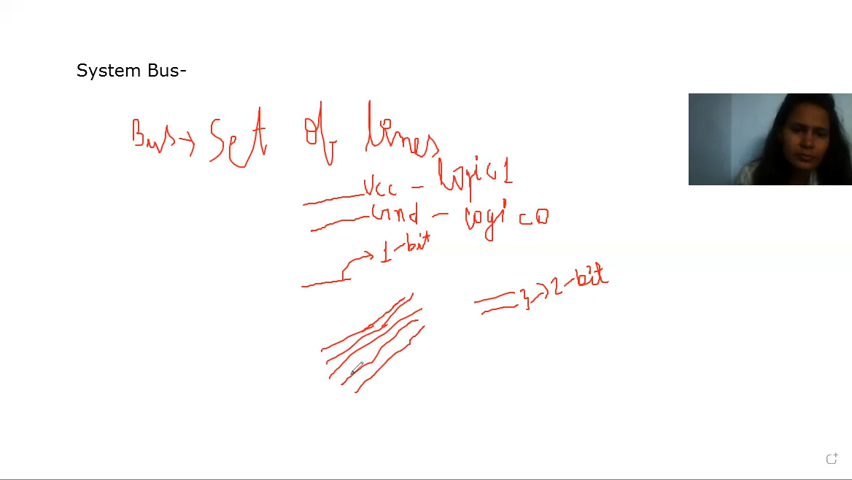 System Bus-
Bus→ Set of lines
Vcc - Logic 1
Gnd - Logic 0
→ 1-bit
} → 2-bit